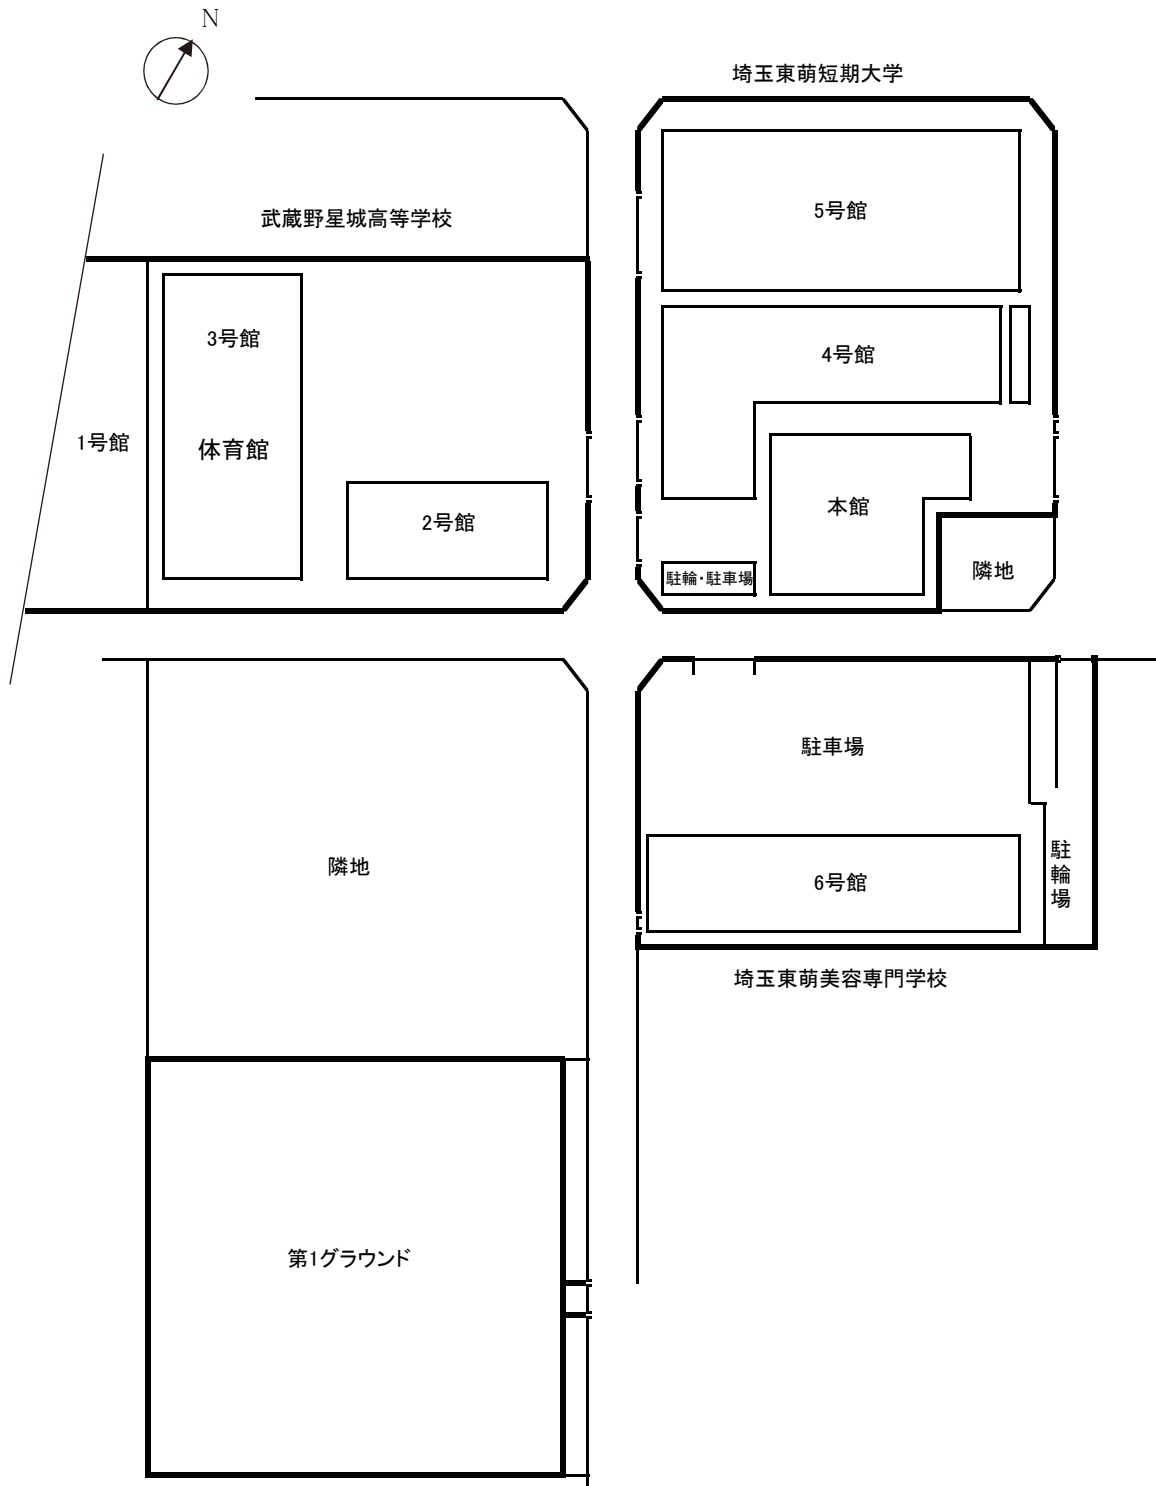 N
埼玉東萌短期大学
5号館
武蔵野星城高等学校
3号館
4号館
1号館
体育館
本館
2号館
隣地
駐輪・駐車場
駐車場
隣地
6号館
駐輪場
埼玉東萌美容専門学校
第1グラウンド